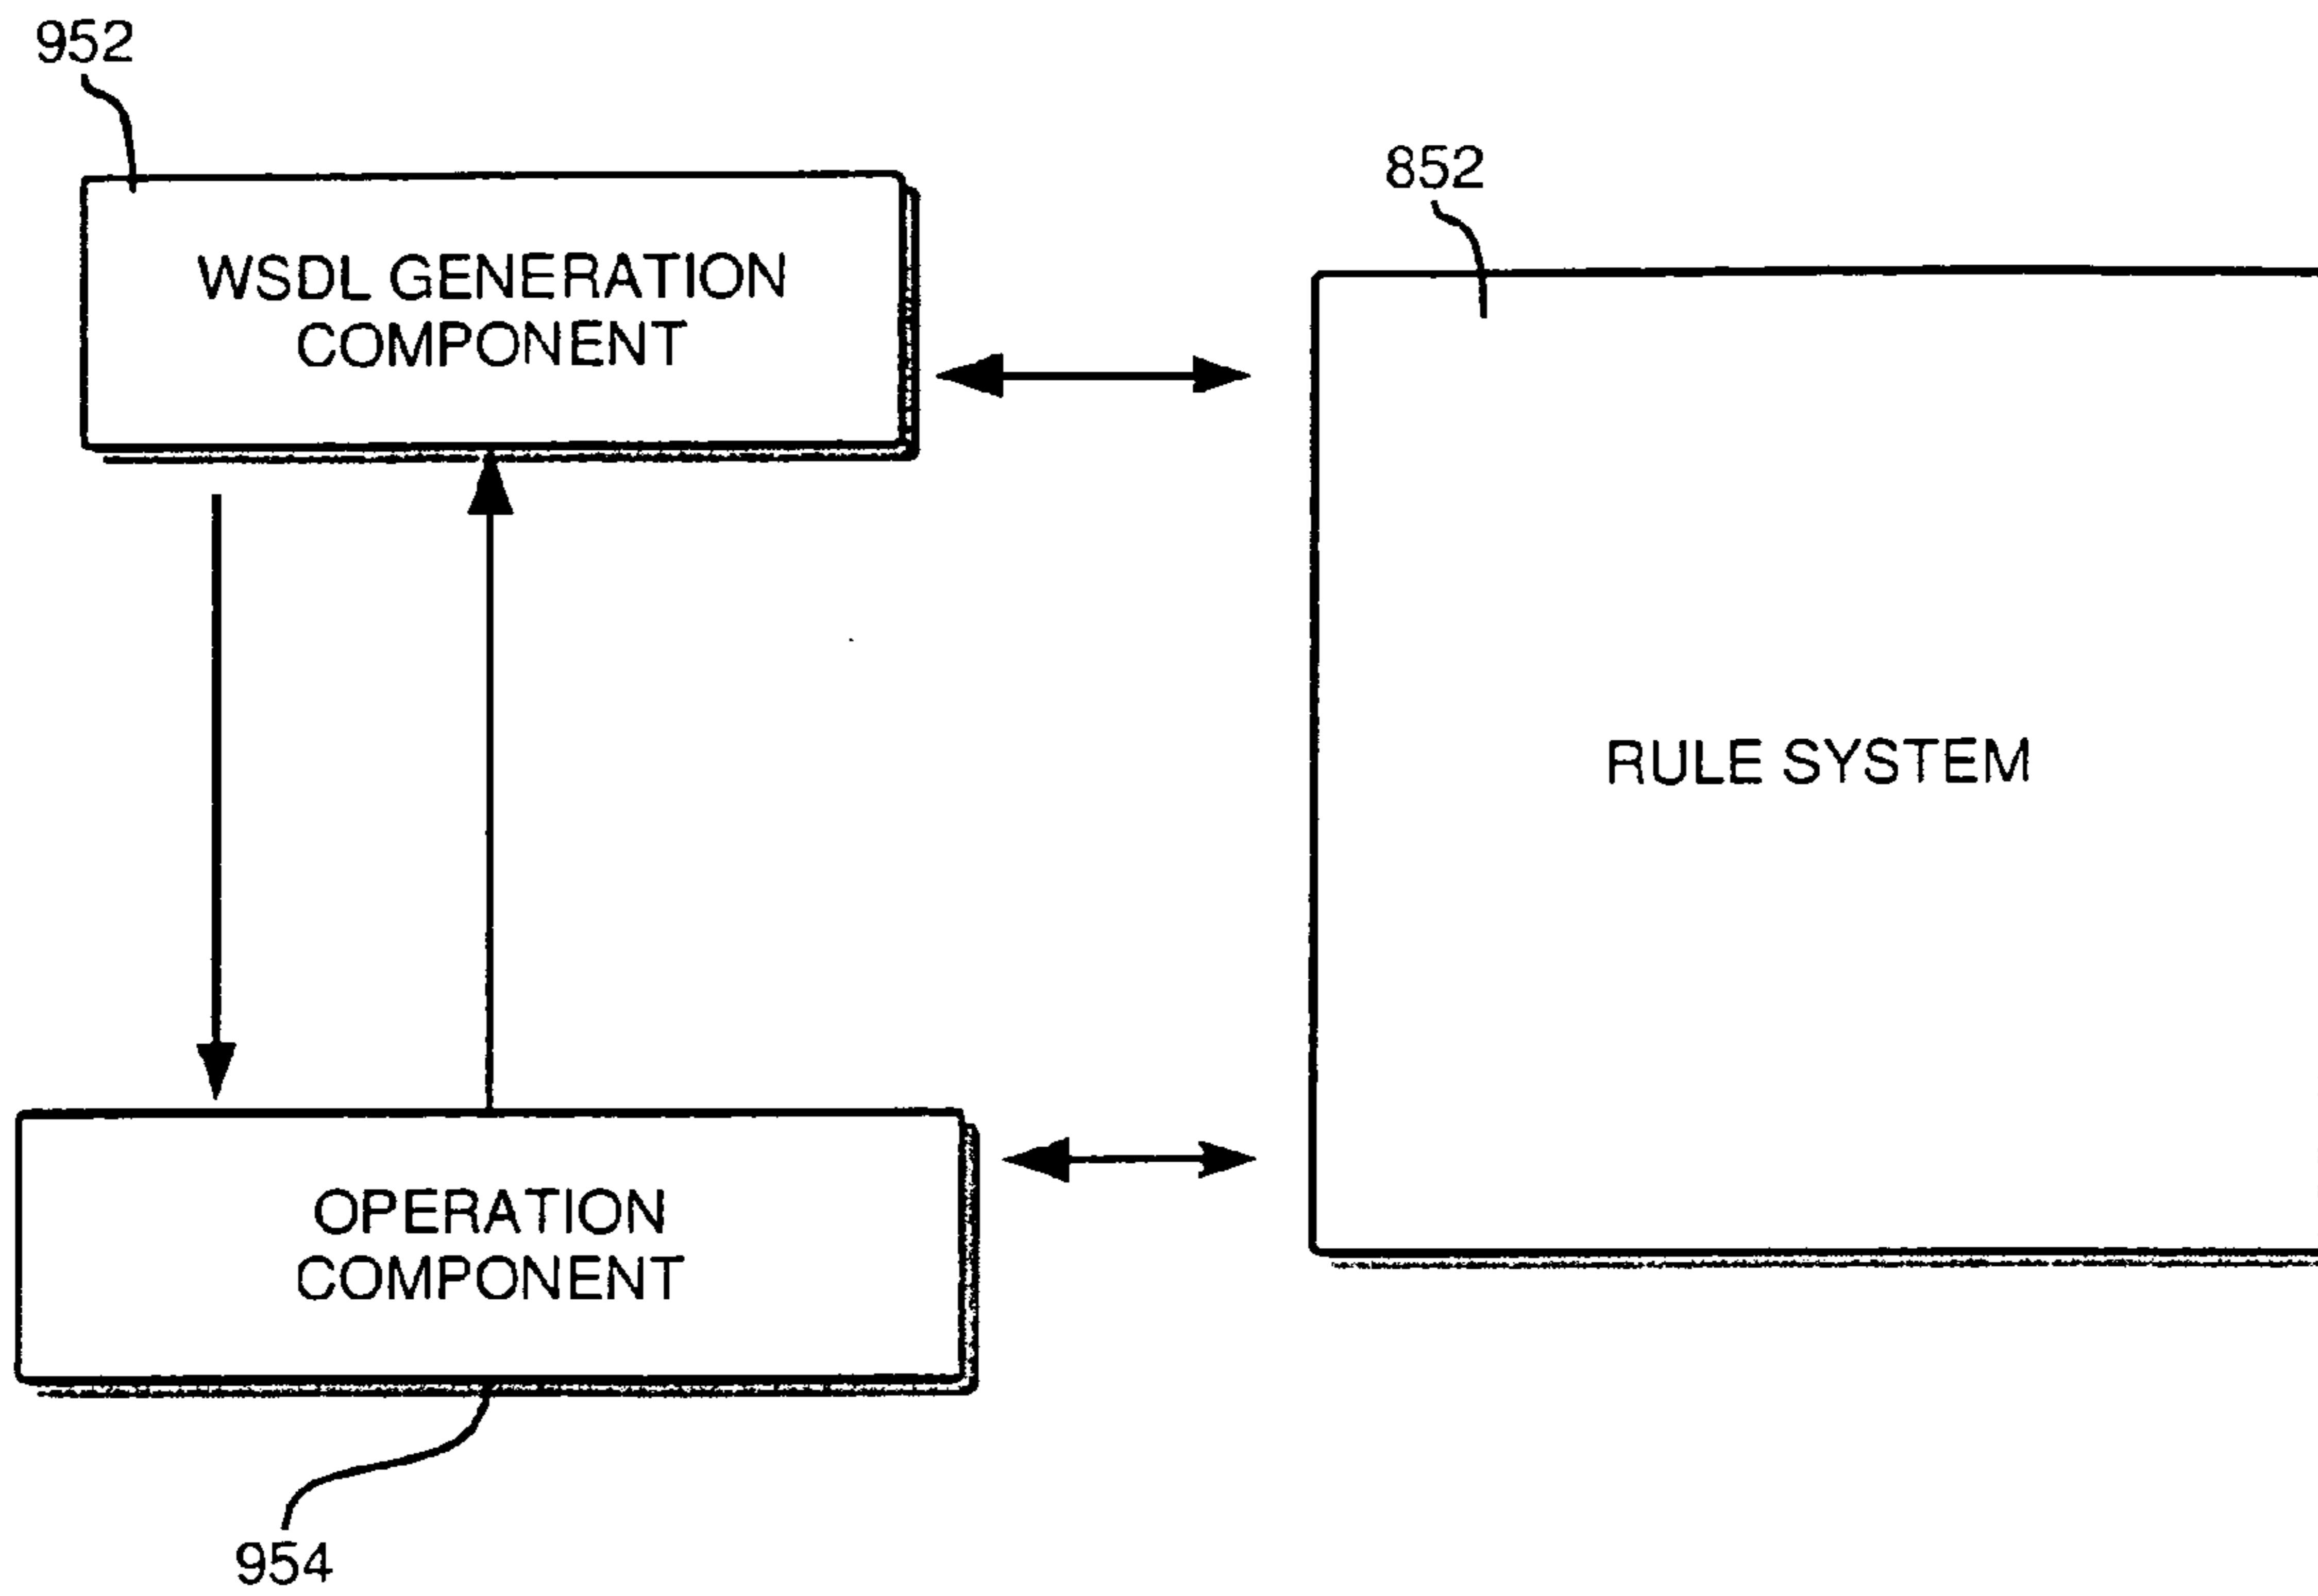 952
852
WSDL GENERATION
COMPONENT
RULE SYSTEM
OPERATION
COMPONENT
954